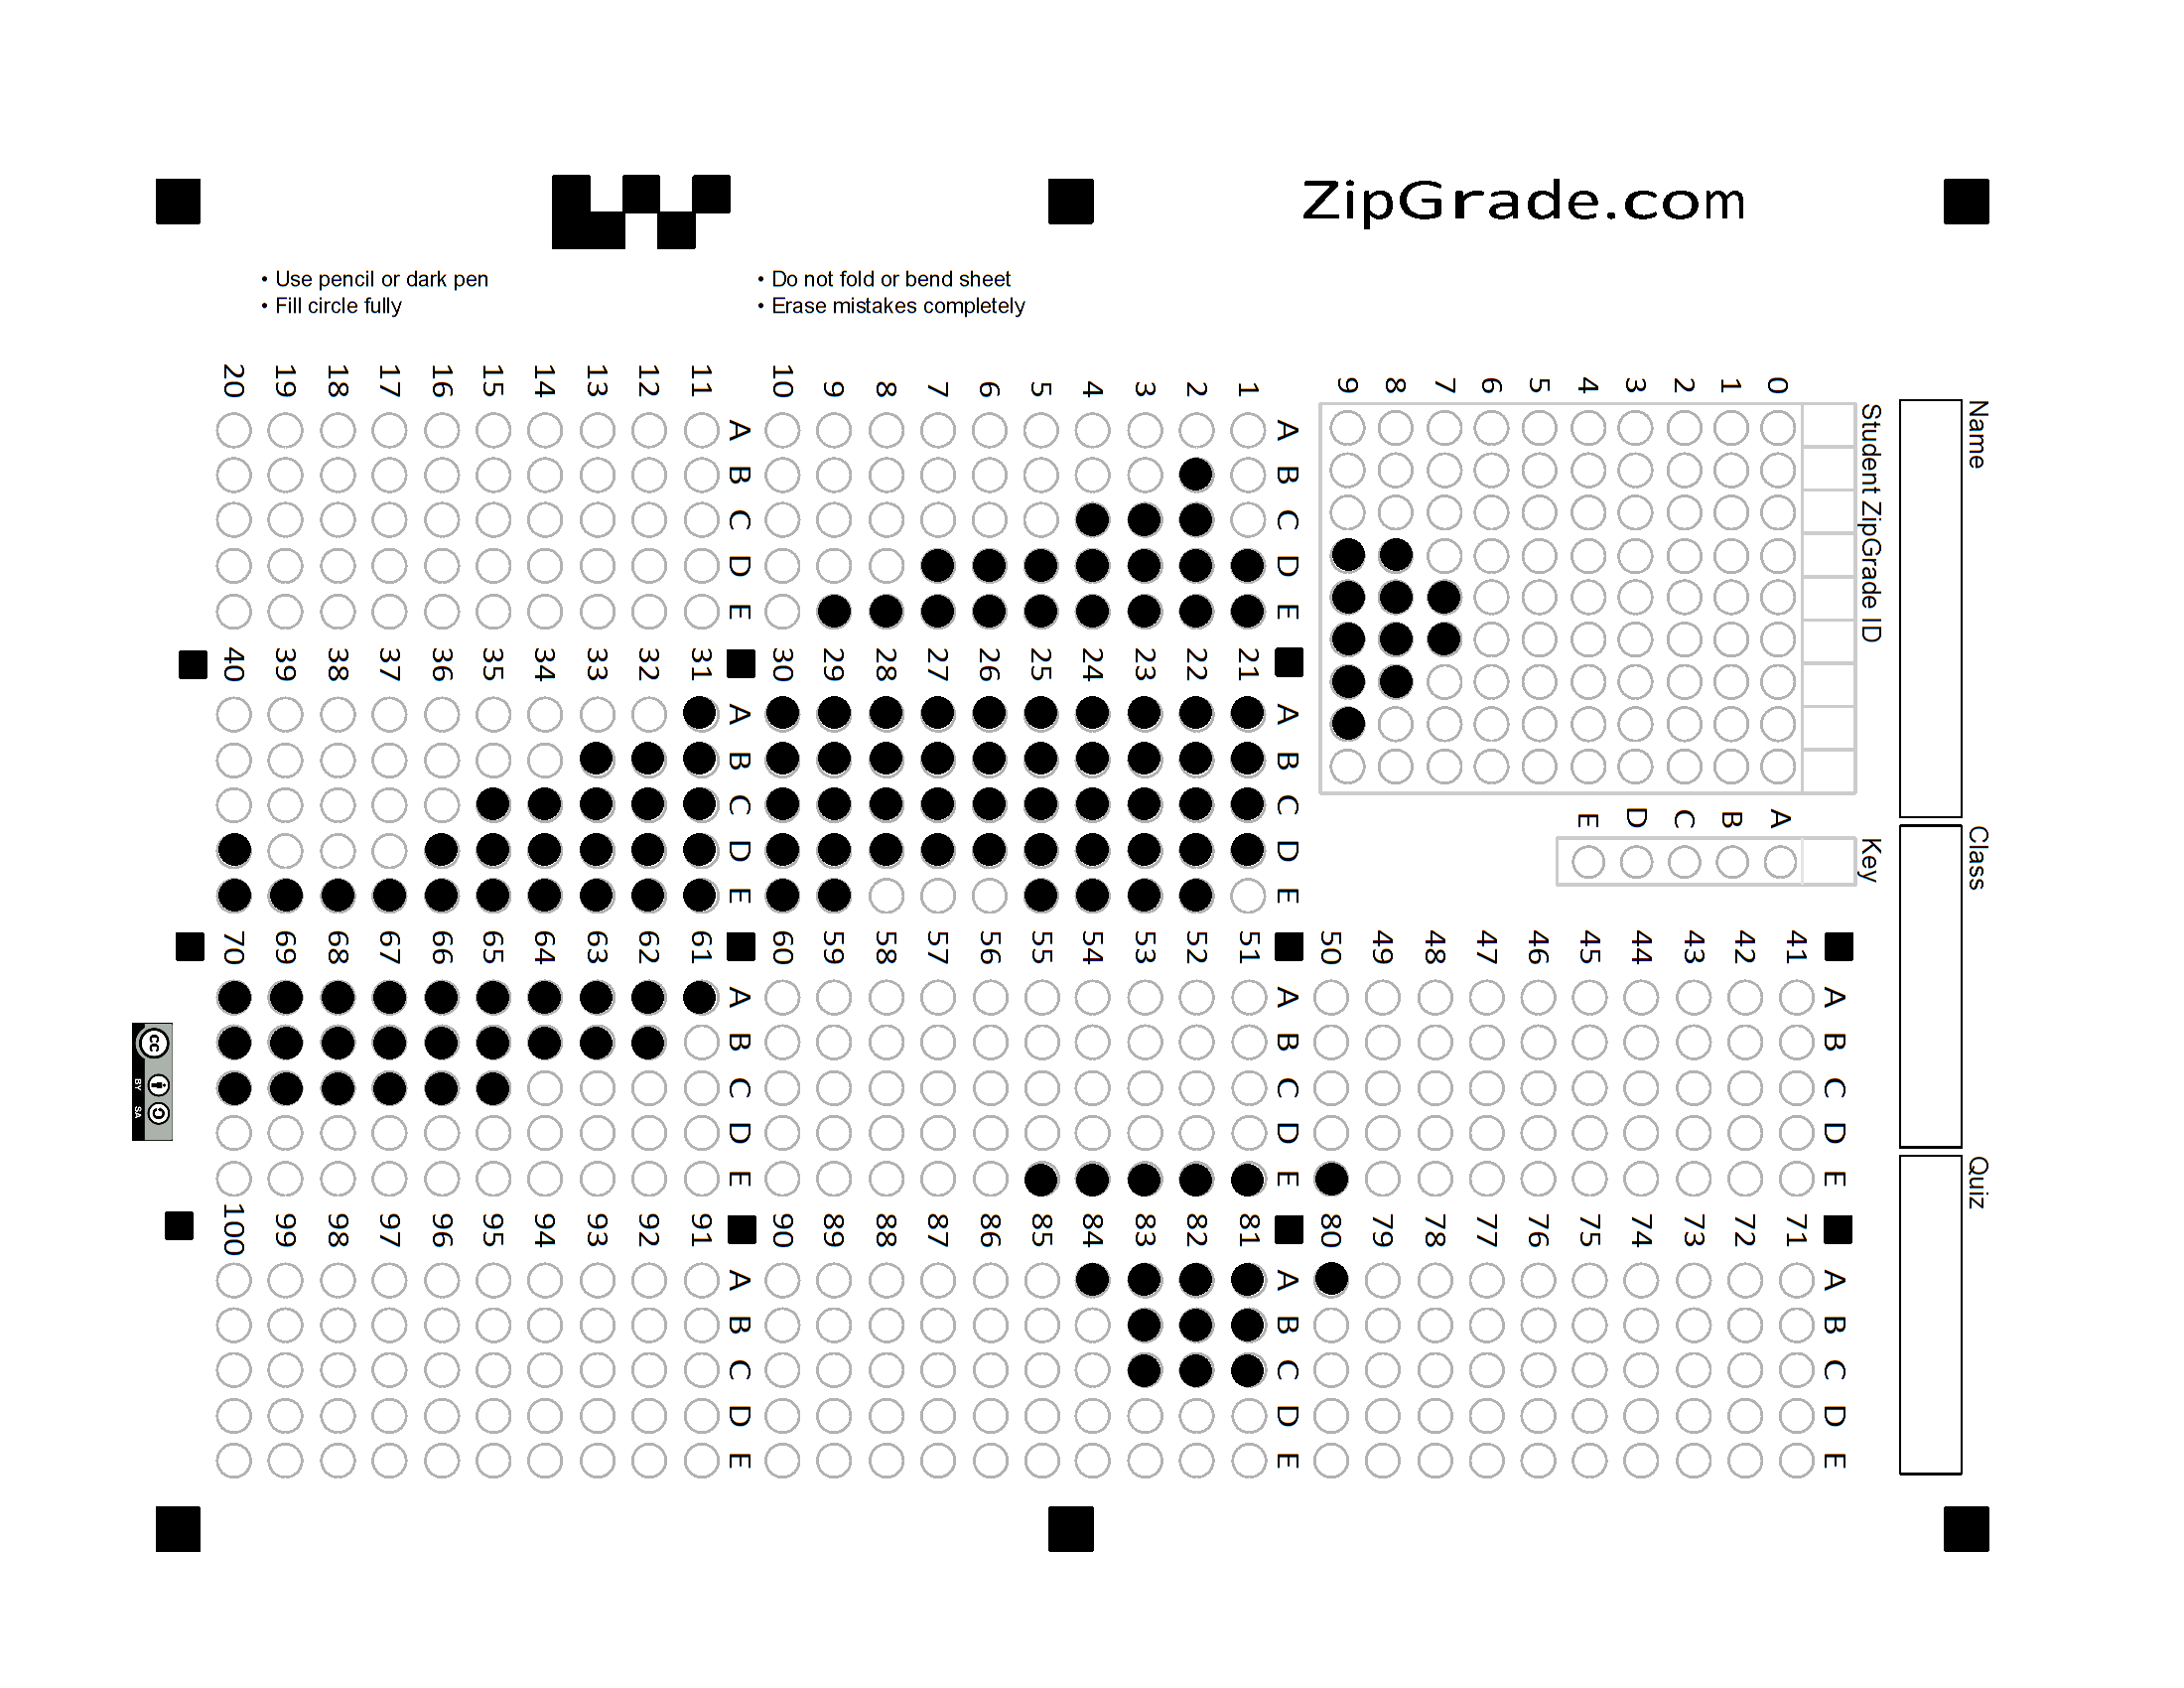 ZipGrade.com
• Use pencil or dark pen
• Fill circle fully
• Do not fold or bend sheet
• Erase mistakes completely
Name
Class
Quiz
Student ZipGrade ID
0 1 2 3 4 5 6 7 8 9
Key
A B C D E
A B C D E
1 2 3 4 5 6 7 8 9 10
A B C D E
11 12 13 14 15 16 17 18 19 20
A B C D E
21 22 23 24 25 26 27 28 29 30
A B C D E
31 32 33 34 35 36 37 38 39 40
A B C D E
41 42 43 44 45 46 47 48 49 50
A B C D E
51 52 53 54 55 56 57 58 59 60
A B C D E
61 62 63 64 65 66 67 68 69 70
A B C D E
71 72 73 74 75 76 77 78 79 80
A B C D E
81 82 83 84 85 86 87 88 89 90
A B C D E
91 92 93 94 95 96 97 98 99 100
cc
BY SA